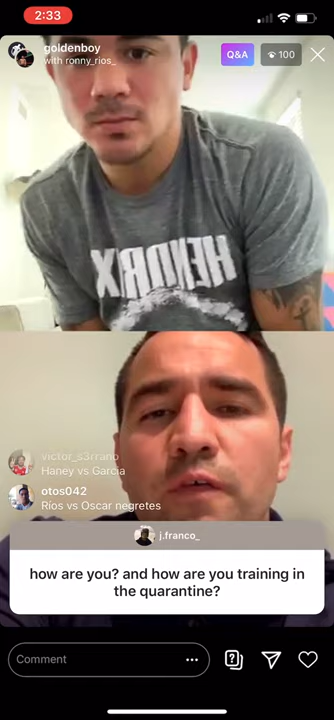 2:33
goldenboy
with ronny_rios_
Q&A
100
HENDRX
victor_s3rrano
Haney vs Garcia
otos042
Rios vs Oscar negretes
j.franco_
how are you? and how are you training in
the quarantine?
Comment